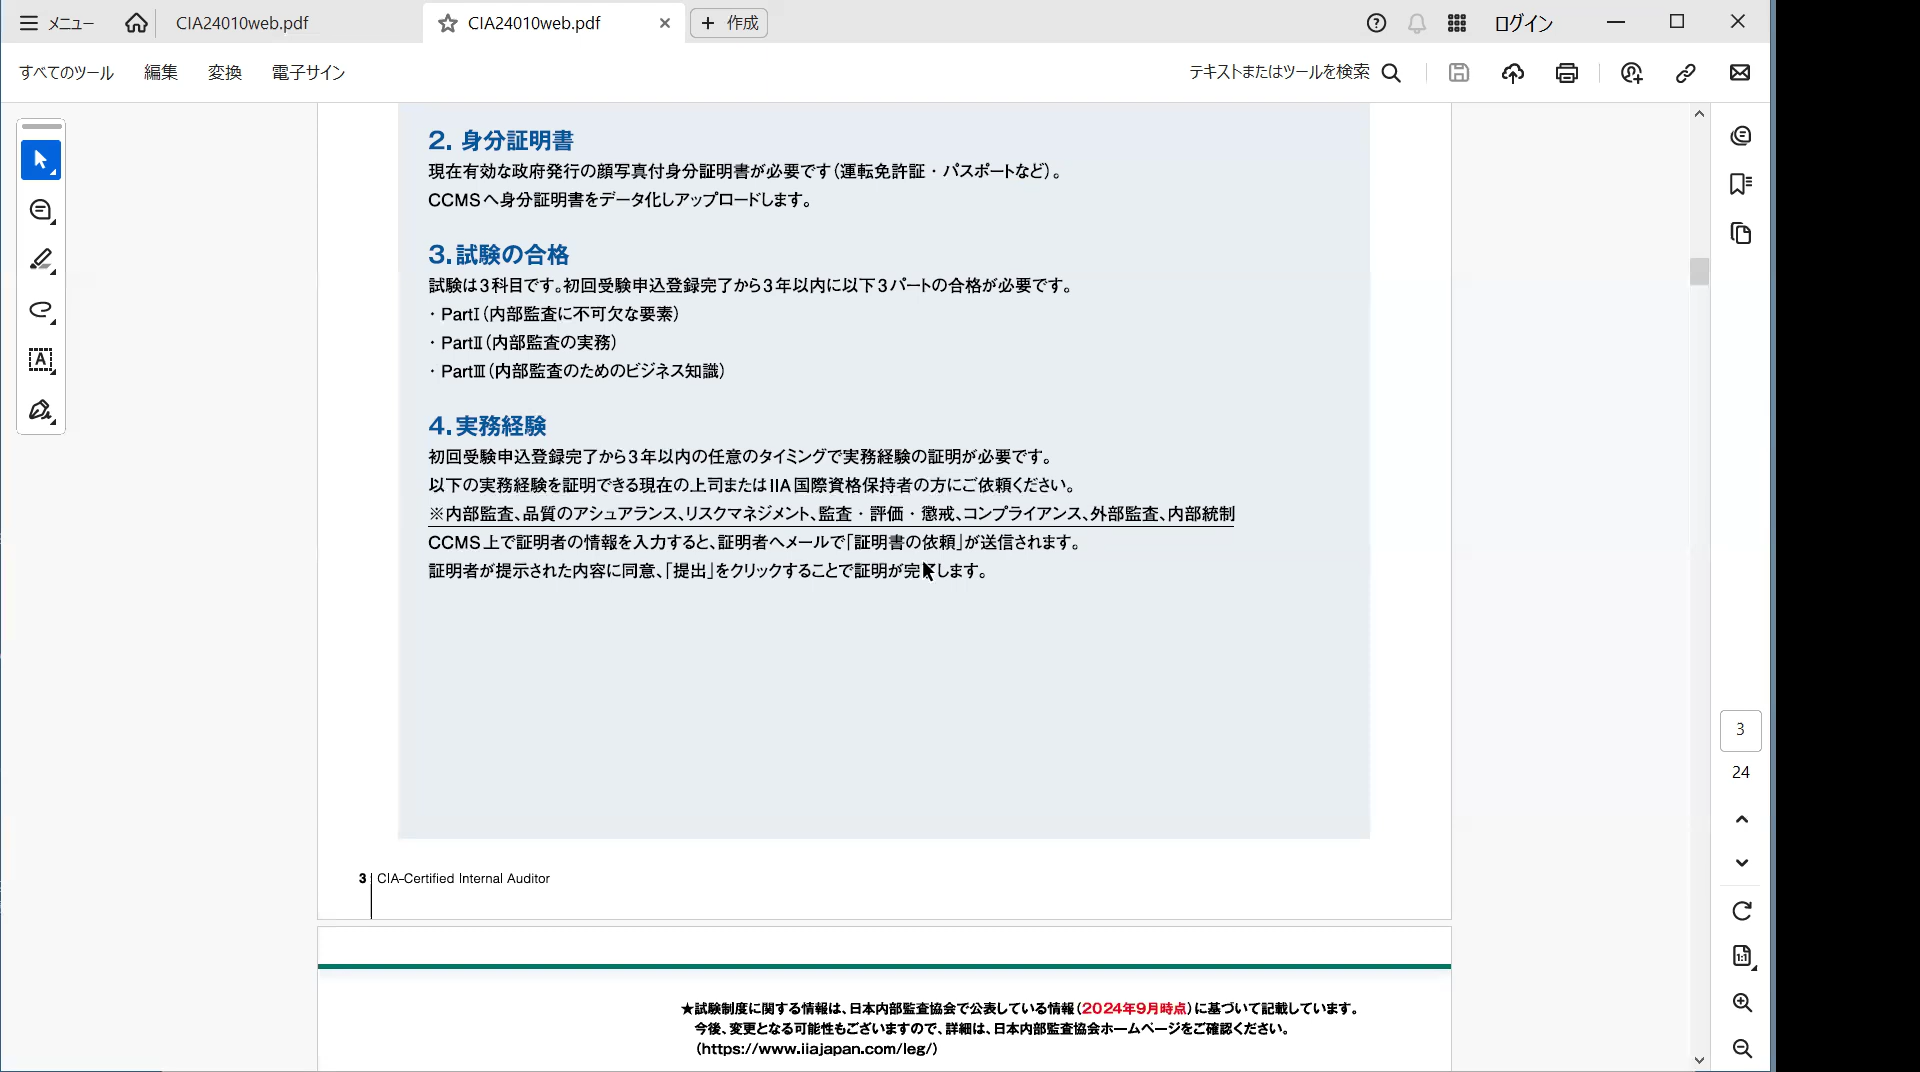 メニュー
CIA24010web.pdf
CIA24010web.pdf
作成
ログイン
すべてのツール
編集
変換
電子サイン
テキストまたはツールを検索
2. 身分証明書
現在有効な政府発行の顔写真付身分証明書が必要です(運転免許証・パスポートなど)。
CCMSへ身分証明書をデータ化しアップロードします。
3.試験の合格
試験は3科目です。初回受験申込登録完了から3年以内に以下3パートの合格が必要です。
・PartⅠ(内部監査に不可欠な要素)
・PartⅡ(内部監査の実務)
・PartⅢ(内部監査のためのビジネス知識)
4.実務経験
初回受験申込登録完了から3年以内の任意のタイミングで実務経験の証明が必要です。
以下の実務経験を証明できる現在の上司またはIIA国際資格保持者の方にご依頼ください。
※内部監査、品質のアシュアランス、リスクマネジメント、監査・評価・懲戒、コンプライアンス、外部監査、内部統制
CCMS上で証明者の情報を入力すると、証明者へメールで「証明書の依頼」が送信されます。
証明者が提示された内容に同意、「提出」をクリックすることで証明が完了します。
3
24
3 CIA-Certified Internal Auditor
★試験制度に関する情報は、日本内部監査協会で公表している情報(2024年9月時点)に基づいて記載しています。
今後、変更となる可能性もございますので、詳細は、日本内部監査協会ホームページをご確認ください。
(https://www.iiajapan.com/leg/)